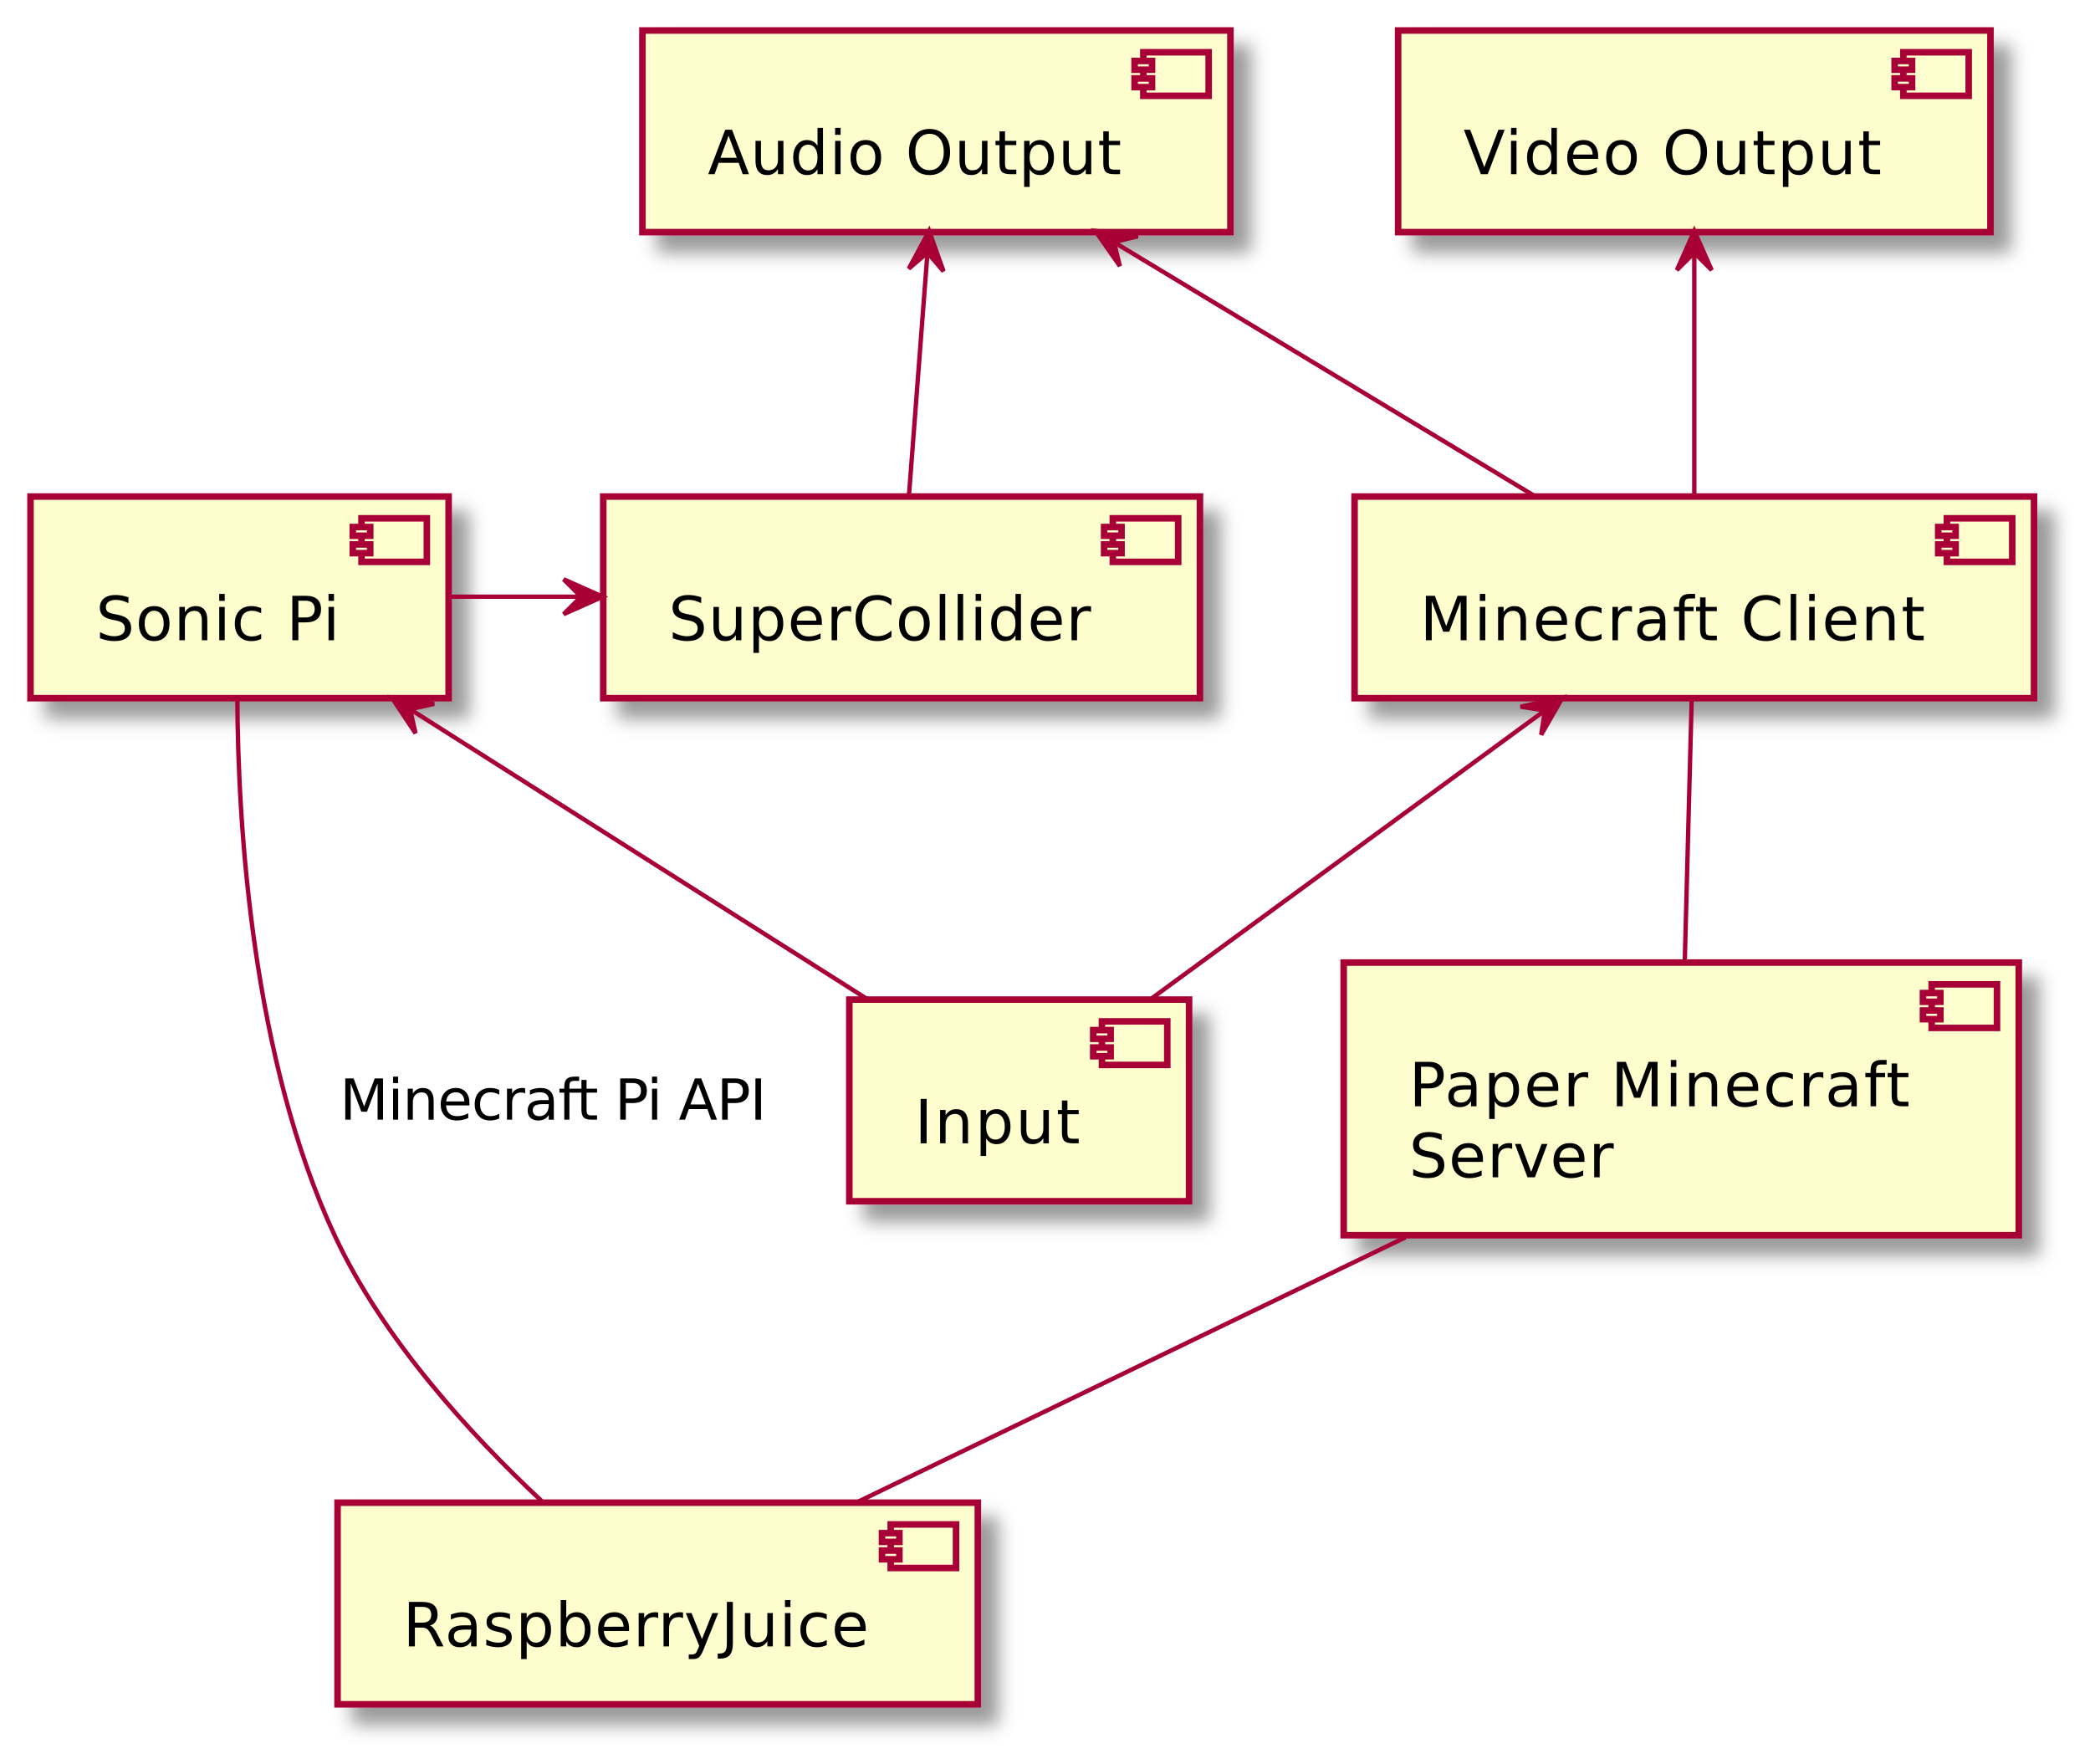 Audio Output
Video Output
Sonic Pi
SuperCollider
Minecraft Client
Minecraft Pi API
Input
Paper Minecraft
Server
RaspberryJuice